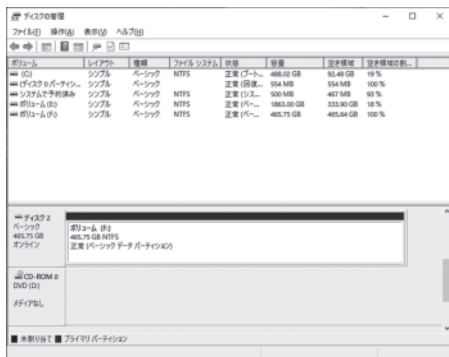 ディスクの管理
ファイル(F) 操作(A) 表示(V) ヘルプ(H)
ボリューム レイアウト 種類 ファイル システム 状態 容量 空き領域 空き領域の割...
(C:) シンプル ベーシック NTFS 正常 (ブート... 488.02 GB 92.48 GB 19 %
(ディスク 0 パーティシ... シンプル ベーシック 正常 (回復... 554 MB 554 MB 100 %
システムで予約済み シンプル ベーシック NTFS 正常 (シス... 500 MB 467 MB 93 %
ボリューム (E:) シンプル ベーシック NTFS 正常 (ベー... 1863.00 GB 333.90 GB 18 %
ボリューム (F:) シンプル ベーシック NTFS 正常 (ベー... 465.75 GB 465.64 GB 100 %
ディスク 2
ベーシック
465.75 GB
オンライン
ボリューム (F:)
465.75 GB NTFS
正常 (ベーシック データ パーティション)
CD-ROM 0
DVD (D:)
メディアなし
未割り当て プライマリ パーティション